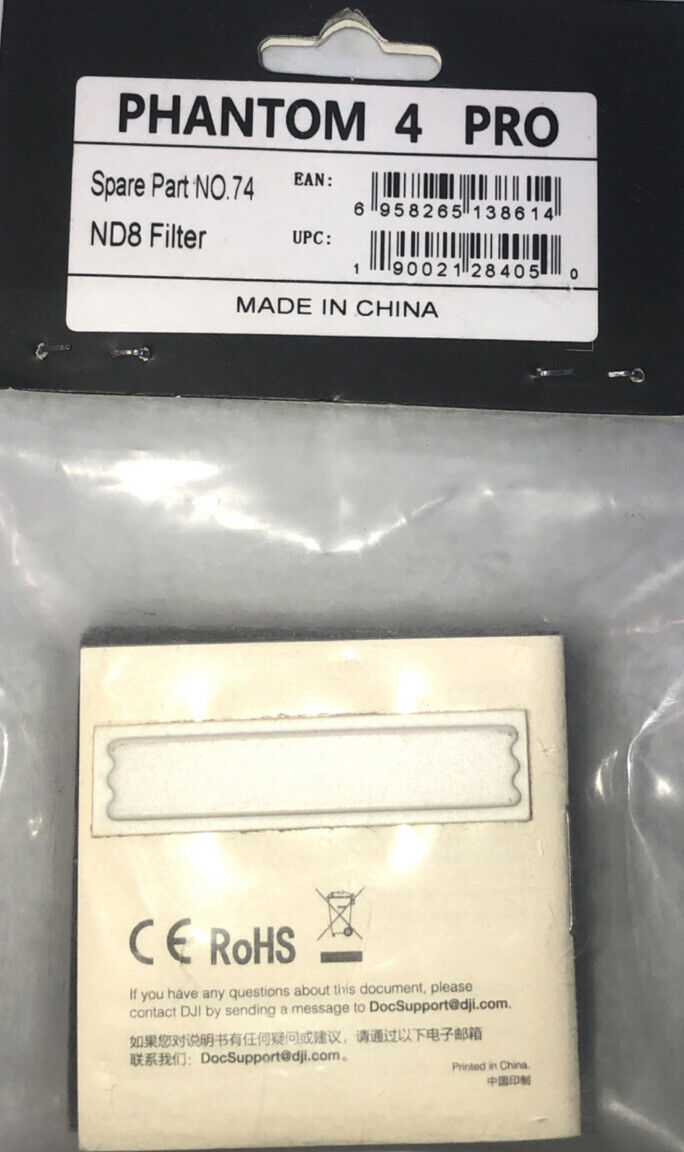 PHANTOM 4 PRO
Spare Part NO.74
EAN:
6 958265 138614
ND8 Filter
UPC:
1 90021 28405 0
MADE IN CHINA
CE RoHS
If you have any questions about this document, please
contact DJI by sending a message to DocSupport@dji.com.
如果您对说明书有任何疑问或建议，请通过以下电子邮箱
联系我们：DocSupport@dji.com。
Printed in China.
中国印制